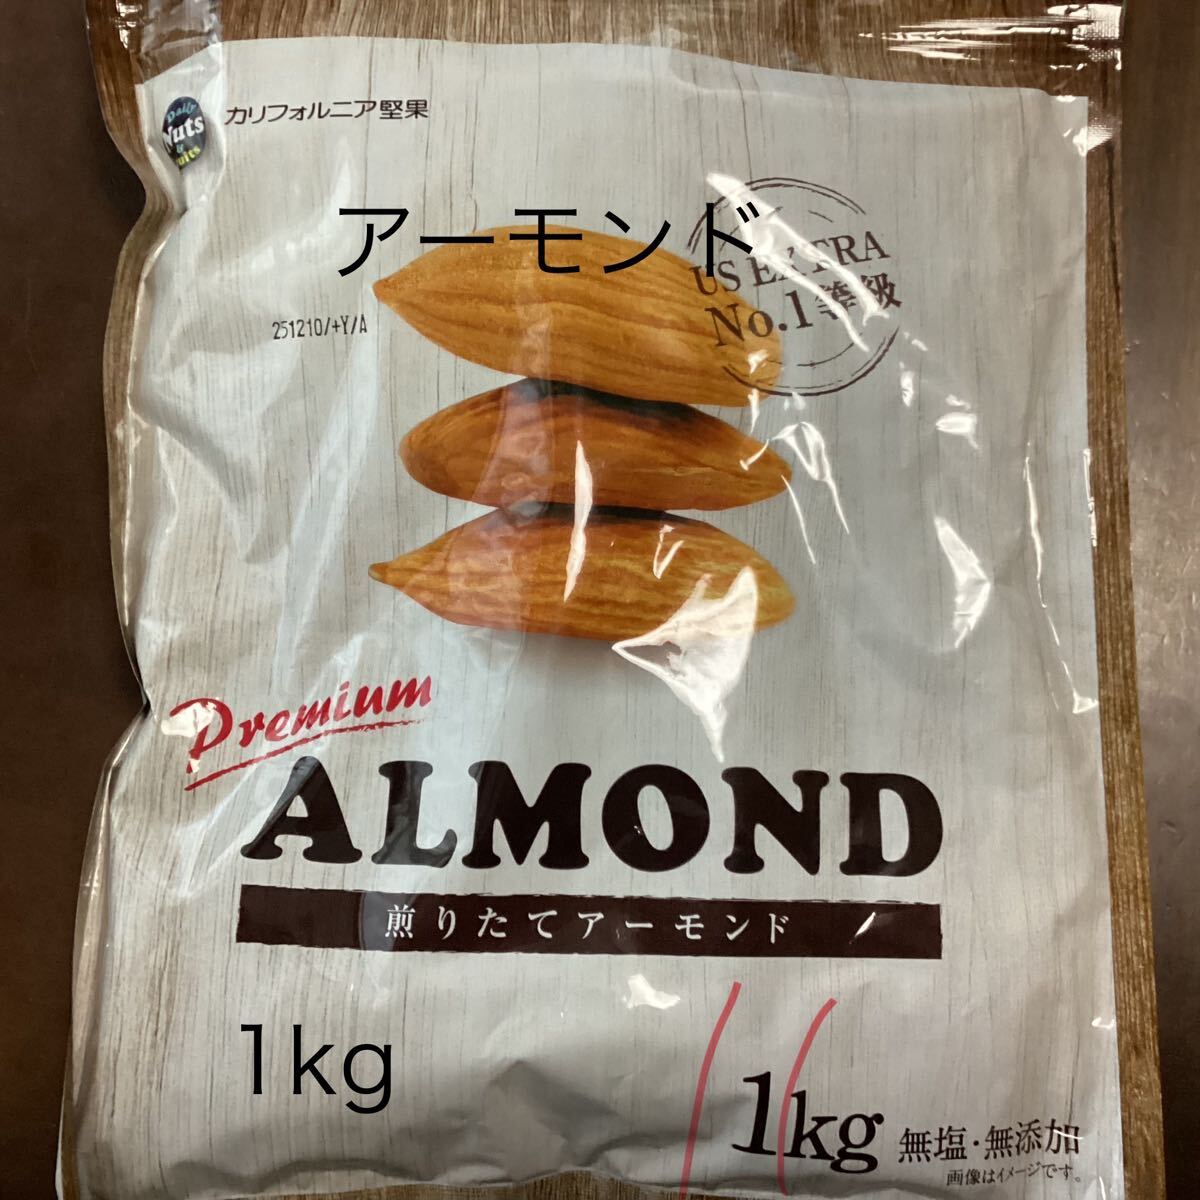 Daily
Nuts
&
Fruits
カリフォルニア堅果
アーモンド
US EXTRA
No.1等級
251210/+Y/A
Premium
ALMOND
煎りたてアーモンド
1kg
1kg 無塩・無添加
画像はイメージです。